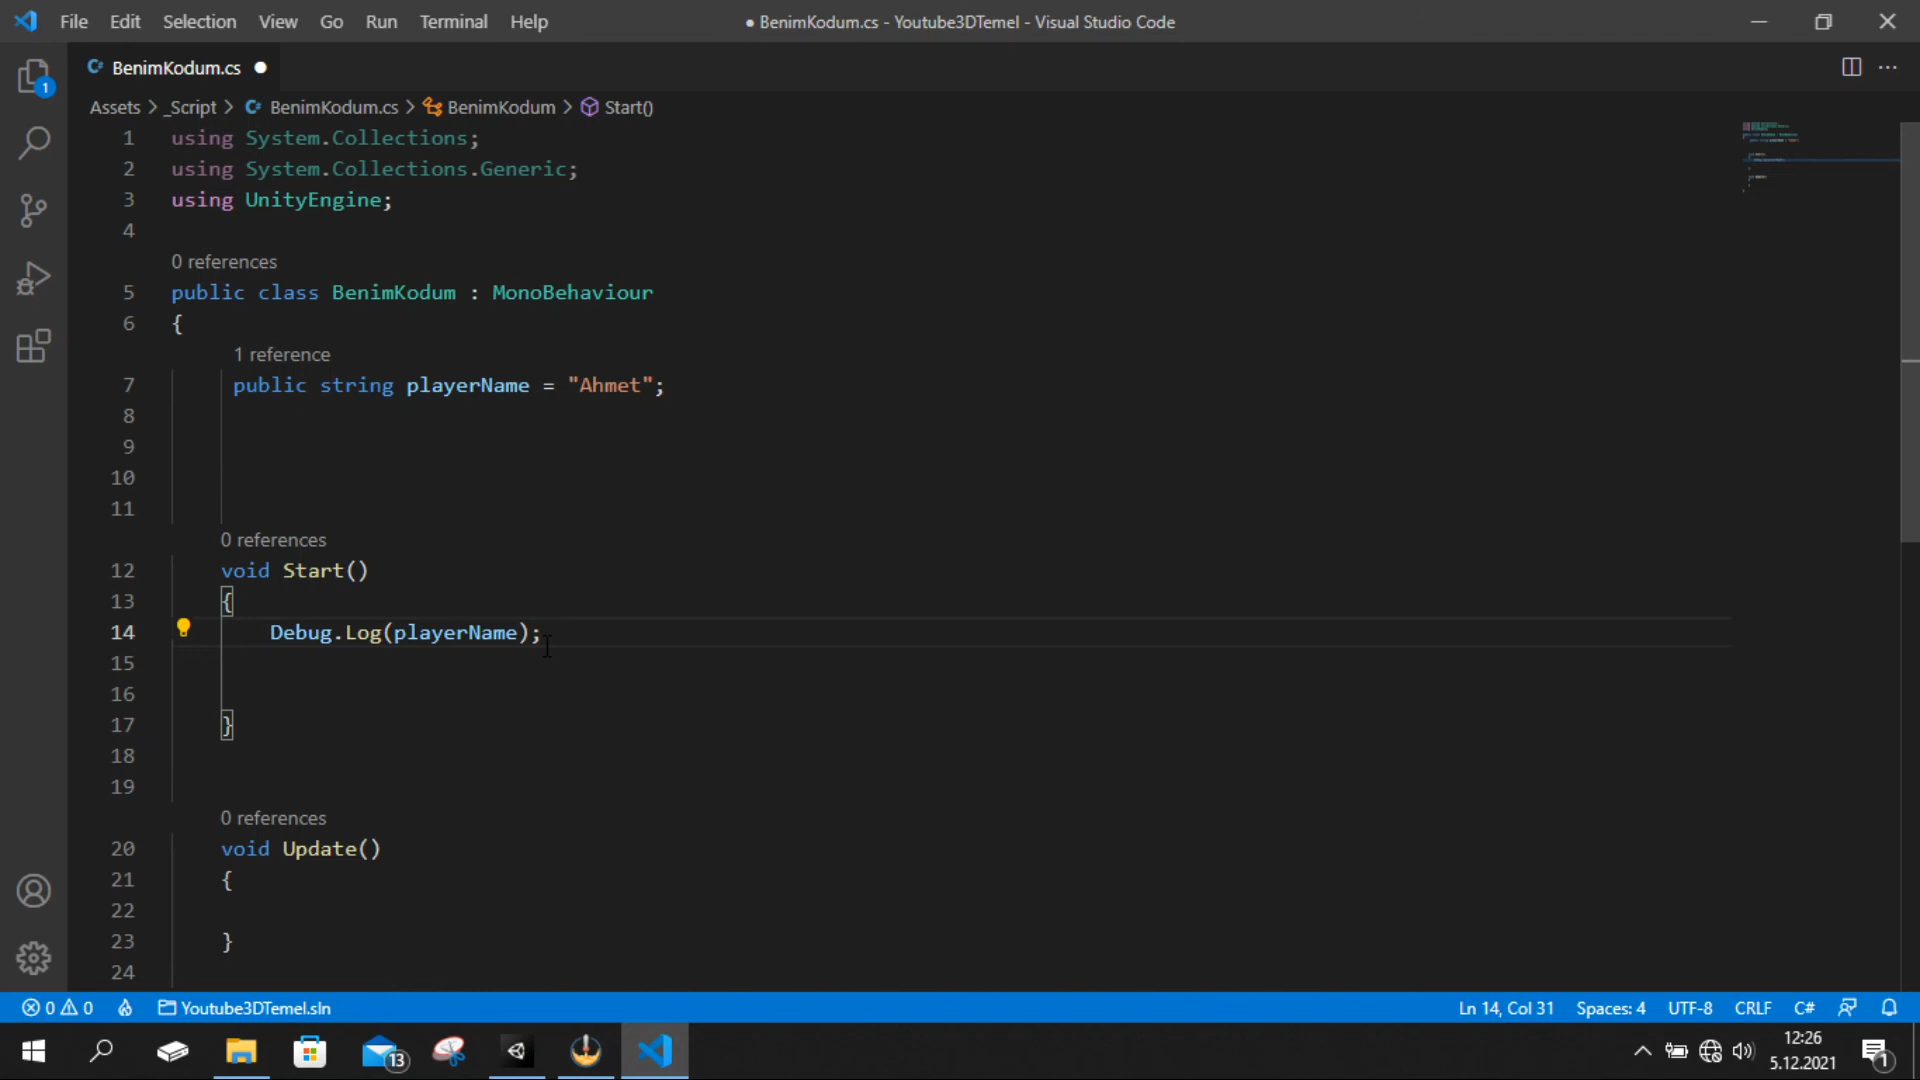 File Edit Selection View Go Run Terminal Help
● BenimKodum.cs - Youtube3DTemel - Visual Studio Code
BenimKodum.cs ●
1
Assets > _Script > BenimKodum.cs > BenimKodum > Start()
1 using System.Collections;
2 using System.Collections.Generic;
3 using UnityEngine;
4
0 references
5 public class BenimKodum : MonoBehaviour
6 {
1 reference
7 public string playerName = "Ahmet";
8
9
10
11
0 references
12 void Start()
13 {
14 Debug.Log(playerName);
15
16
17 }
18
19
0 references
20 void Update()
21 {
22
23 }
24
0 0 Youtube3DTemel.sln Ln 14, Col 31 Spaces: 4 UTF-8 CRLF C#
13
12:26
5.12.2021
1